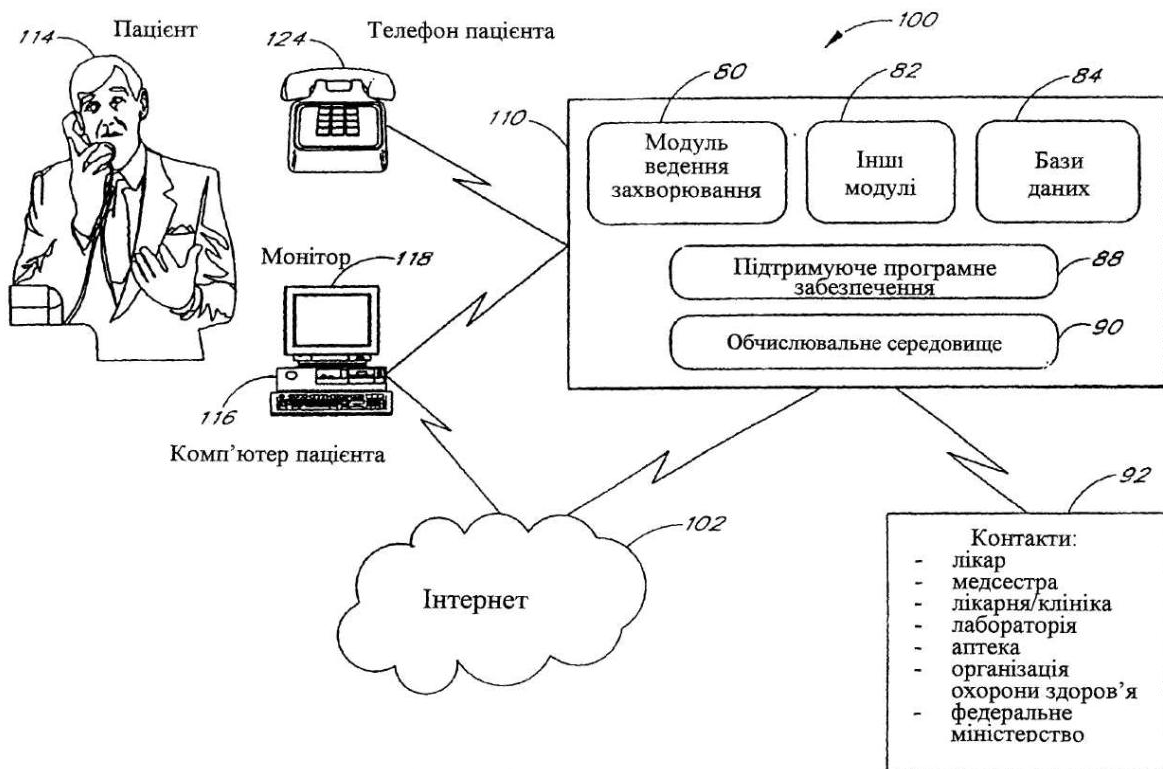 114
Пацієнт
Телефон пацієнта
124
100
110
80
82
84
Модуль
ведення
захворювання
Інші
модулі
Бази
даних
Підтримуюче програмне
забезпечення
88
Обчислювальне середовище
90
Монітор
118
116
Комп’ютер пацієнта
102
Інтернет
92
Контакти:
- лікар
- медсестра
- лікарня/клініка
- лабораторія
- аптека
- організація
охорони здоров’я
- федеральне
міністерство